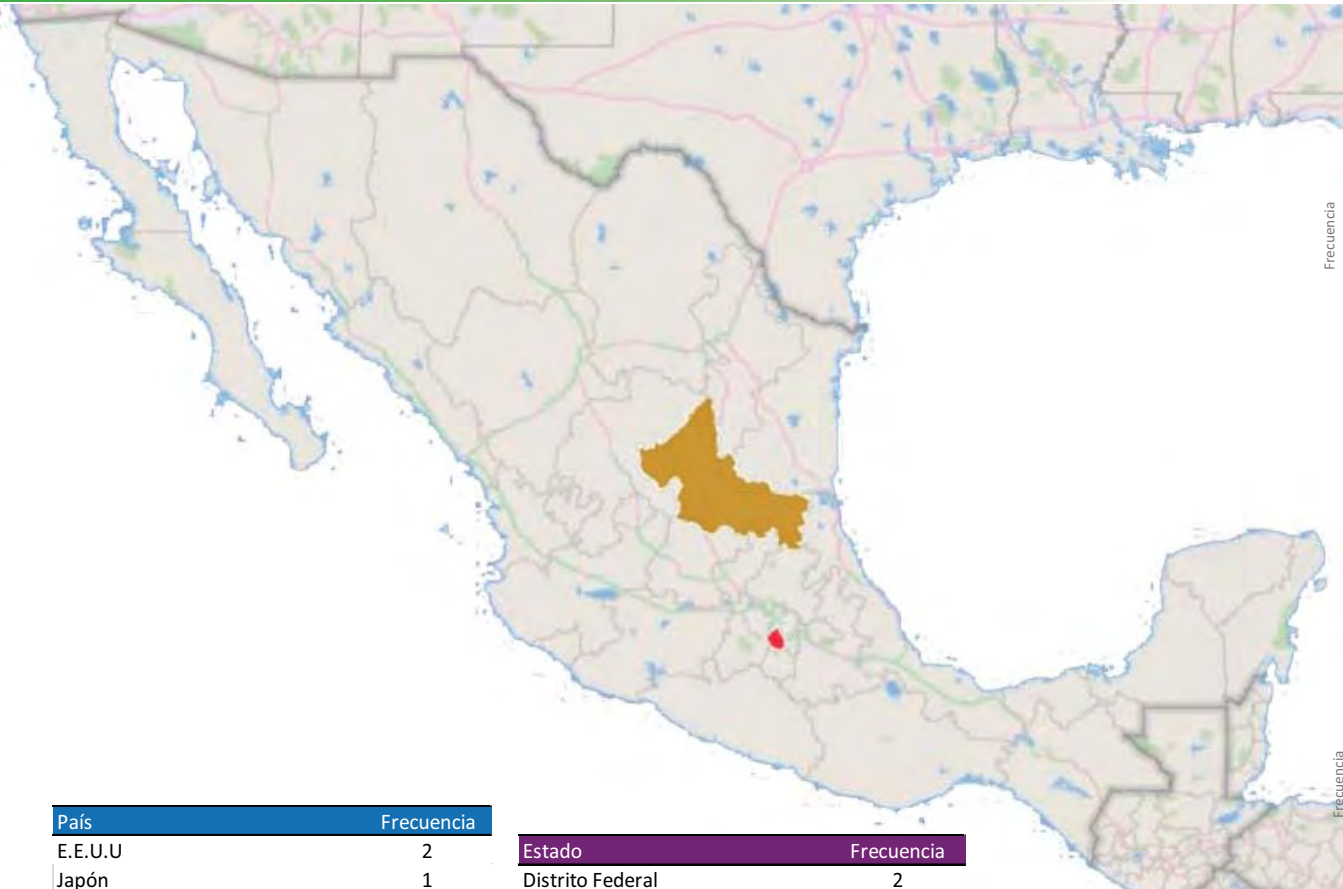 Frecuencia
Frecuencia
País Frecuencia
E.E.U.U 2
Japón 1
Estado Frecuencia
Distrito Federal 2